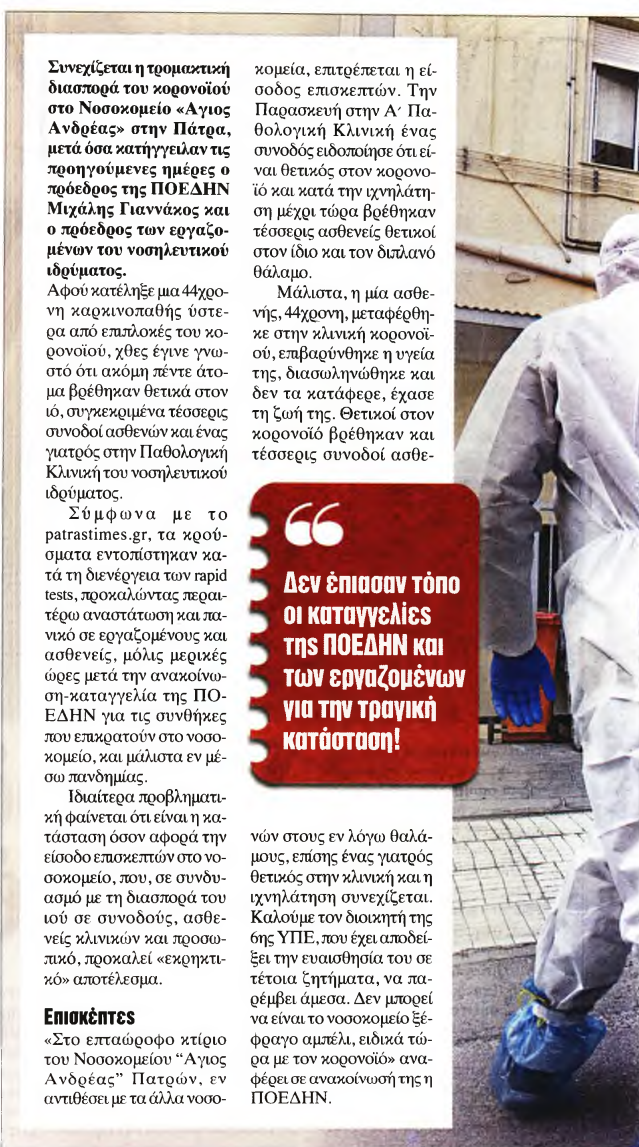 Συνεχίζεται η τρομακτική
διασπορά του κορονοϊού
στο Νοσοκομείο «Αγιος
Ανδρέας» στην Πάτρα,
μετά όσα κατήγγειλαν τις
προηγούμενες ημέρες ο
πρόεδρος της ΠΟΕΔΗΝ
Μιχάλης Γιαννάκος και
ο πρόεδρος των εργαζο-
μένων του νοσηλευτικού
ιδρύματος.
Αφού κατέληξε μια 44χρο-
νη καρκινοπαθής ύστε-
ρα από επιπλοκές του κο-
ρονοϊού, χθες έγινε γνω-
στό ότι ακόμη πέντε άτο-
μα βρέθηκαν θετικά στον
ιό, συγκεκριμένα τέσσερις
συνοδοί ασθενών και ένας
γιατρός στην Παθολογική
Κλινική του νοσηλευτικού
ιδρύματος.
Σύμφωνα με το
patrastimes.gr, τα κρού-
σματα εντοπίστηκαν κα-
τά τη διενέργεια των rapid
tests, προκαλώντας περαι-
τέρω αναστάτωση και πα-
νικό σε εργαζομένους και
ασθενείς, μόλις μερικές
ώρες μετά την ανακοίνω-
ση-καταγγελία της ΠΟ-
ΕΔΗΝ για τις συνθήκες
που επικρατούν στο νοσο-
κομείο, και μάλιστα εν μέ-
σω πανδημίας.
Ιδιαίτερα προβληματι-
κή φαίνεται ότι είναι η κα-
τάσταση όσον αφορά την
είσοδο επισκεπτών στο νο-
σοκομείο, που, σε συνδυ-
ασμό με τη διασπορά του
ιού σε συνοδούς, ασθε-
νείς κλινικών και προσω-
πικό, προκαλεί «εκρηκτι-
κό» αποτέλεσμα.
Επισκέπτες
«Στο επταώροφο κτίριο
του Νοσοκομείου "Αγιος
Ανδρέας" Πατρών, εν
αντιθέσει με τα άλλα νοσο-
κομεία, επιτρέπεται η εί-
σοδος επισκεπτών. Την
Παρασκευή στην Α′ Πα-
θολογική Κλινική ένας
συνοδός ειδοποίησε ότι εί-
ναι θετικός στον κορονο-
ϊό και κατά την ιχνηλάτη-
ση μέχρι τώρα βρέθηκαν
τέσσερις ασθενείς θετικοί
στον ίδιο και τον διπλανό
θάλαμο.
Μάλιστα, η μία ασθε-
νής, 44χρονη, μεταφέρθη-
κε στην κλινική κορονοϊ-
ού, επιβαρύνθηκε η υγεία
της, διασωληνώθηκε και
δεν τα κατάφερε, έχασε
τη ζωή της. Θετικοί στον
κορονοϊό βρέθηκαν και
τέσσερις συνοδοί ασθε-
“
Δεν έπιασαν τόπο
οι καταγγελίες
της ΠΟΕΔΗΝ και
των εργαζομένων
για την τραγική
κατάσταση!
νών στους εν λόγω θαλά-
μους, επίσης ένας γιατρός
θετικός στην κλινική και η
ιχνηλάτηση συνεχίζεται.
Καλούμε τον διοικητή της
6ης ΥΠΕ, που έχει αποδεί-
ξει την ευαισθησία του σε
τέτοια ζητήματα, να πα-
ρέμβει άμεσα. Δεν μπορεί
να είναι το νοσοκομείο ξέ-
φραγο αμπέλι, ειδικά τώ-
ρα με τον κορονοϊό» ανα-
φέρει σε ανακοίνωσή της η
ΠΟΕΔΗΝ.